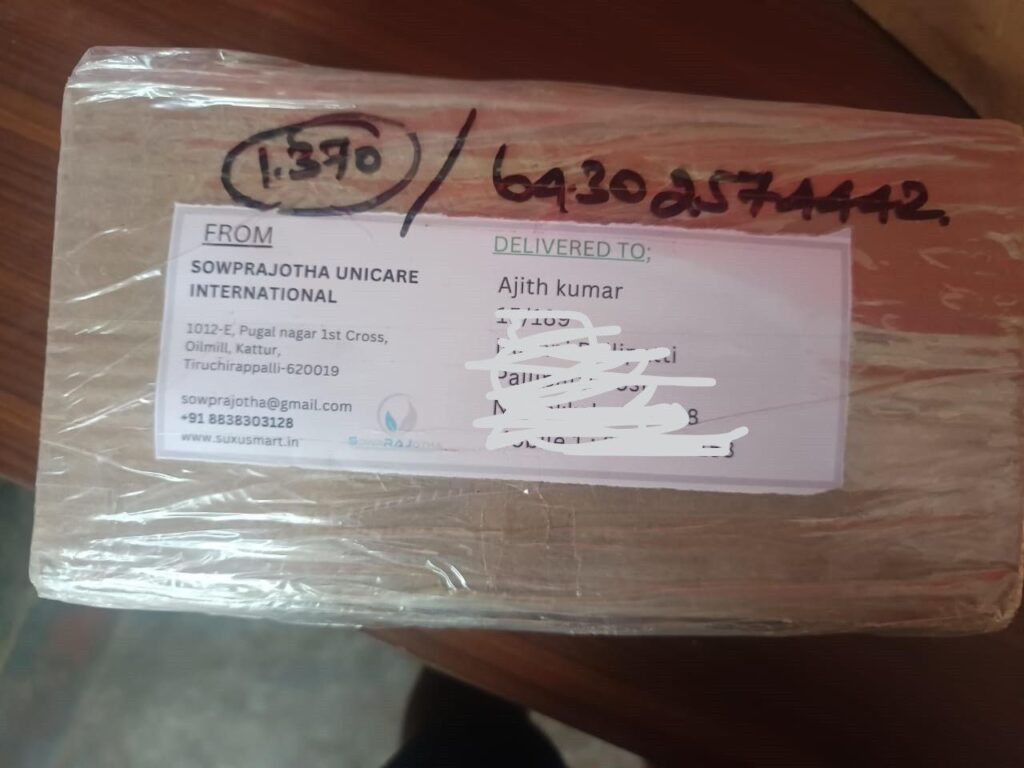 1.370 / 64302574442.
FROM
SOWPRAJOTHA UNICARE
INTERNATIONAL
1012-E, Pugal nagar 1st Cross,
Oilmill, Kattur,
Tiruchirappalli-620019
sowprajotha@gmail.com
+91 8838303128
www.suxusmart.in
SOWPRAJOTHA
DELIVERED TO;
Ajith kumar